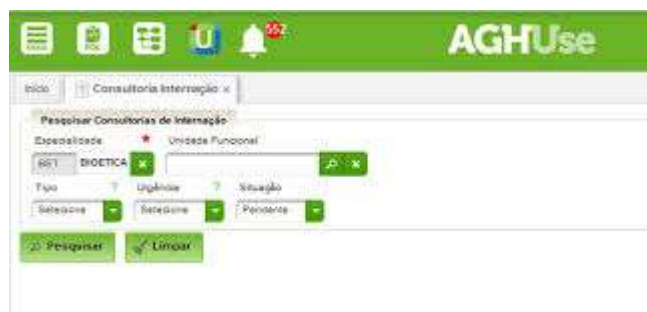 552
AGHUse
Início
Consultoria Internação ×
Pesquisar Consultorias de Internação
Especialidade * Unidade Funcional
BIOETICA
Tipo ? Urgência ? Situação
Selecione Selecione Pendente
Pesquisar Limpar